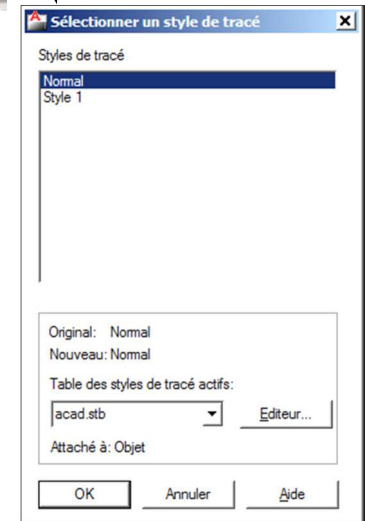 Sélectionner un style de tracé
Styles de tracé
Normal
Style 1
Original: Normal
Nouveau: Normal
Table des styles de tracé actifs:
acad.stb
Editeur...
Attaché à: Objet
OK Annuler Aide